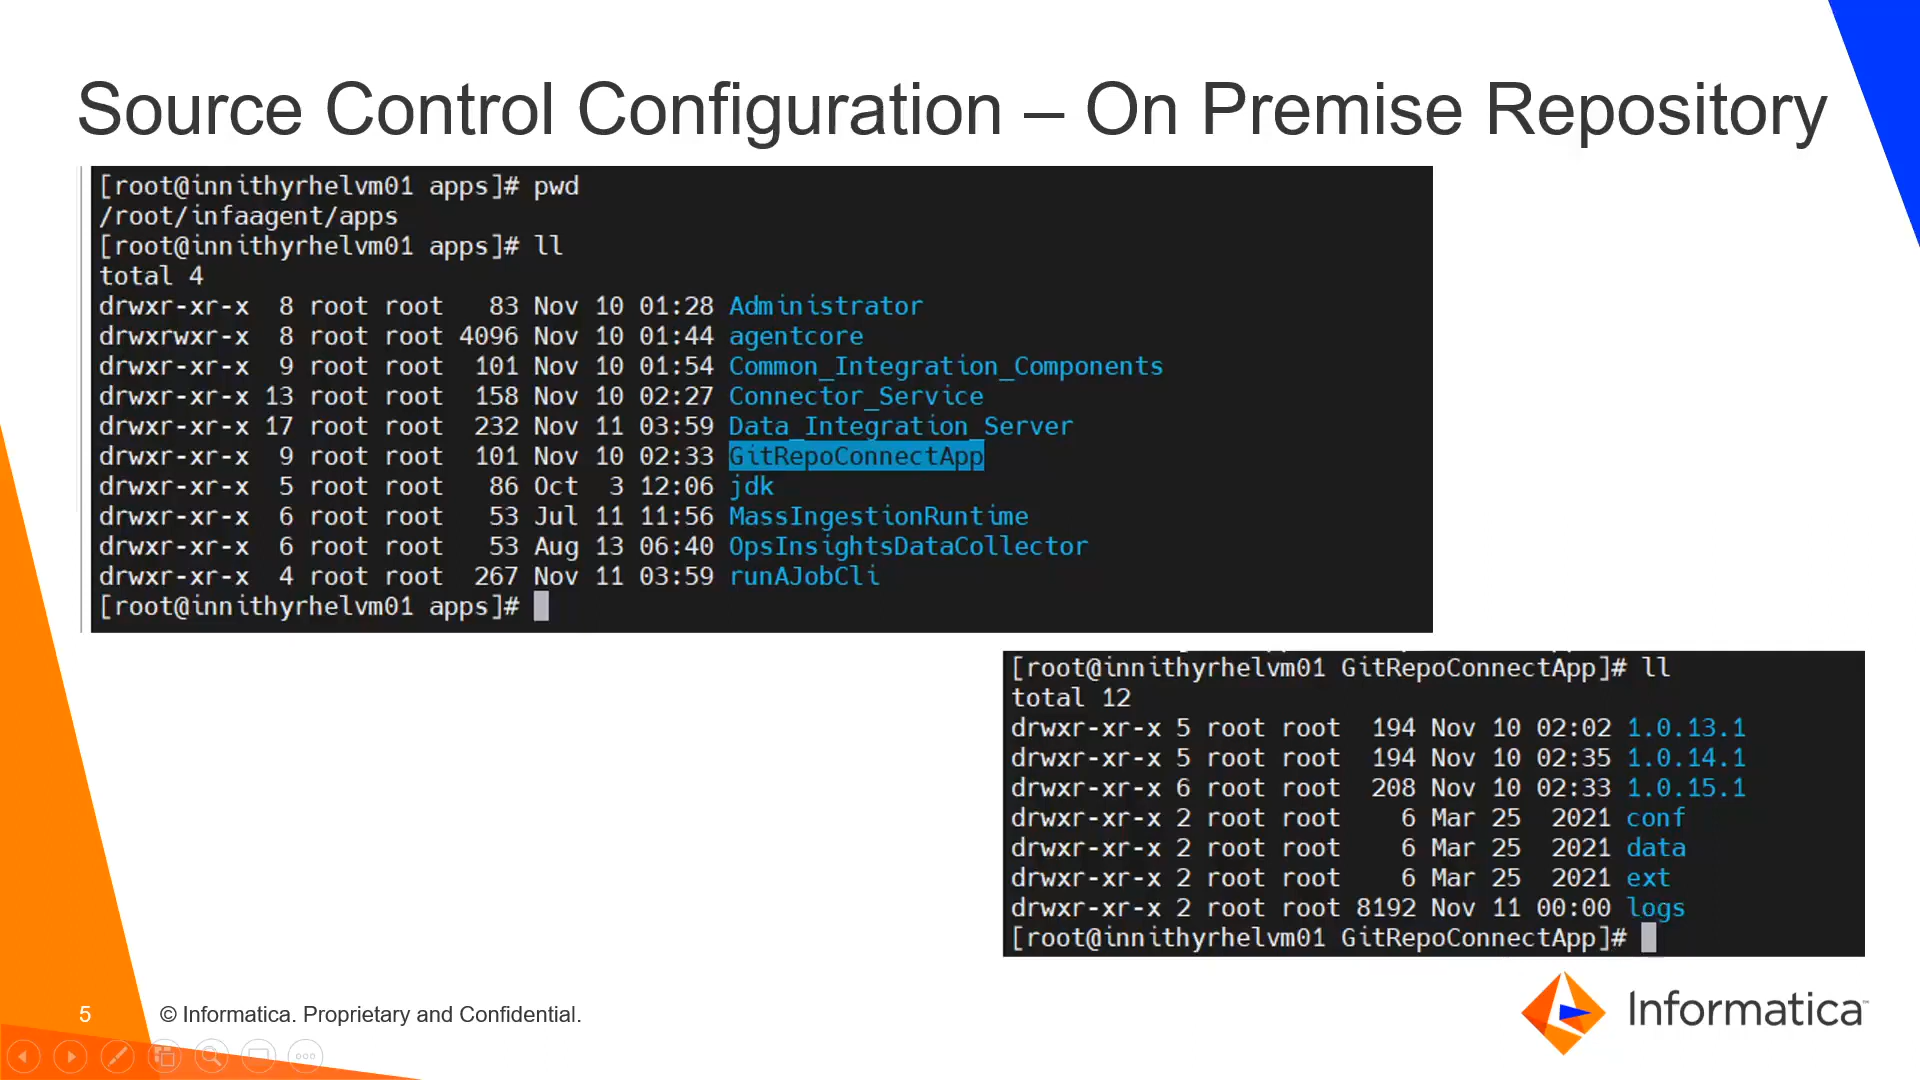 Source Control Configuration – On Premise Repository
[root@innithyrhelvm01 apps]# pwd
/root/infaagent/apps
[root@innithyrhelvm01 apps]# ll
total 4
drwxr-xr-x  8 root root   83 Nov 10 01:28 Administrator
drwxrwxr-x  8 root root 4096 Nov 10 01:44 agentcore
drwxr-xr-x  9 root root  101 Nov 10 01:54 Common_Integration_Components
drwxr-xr-x 13 root root  158 Nov 10 02:27 Connector_Service
drwxr-xr-x 17 root root  232 Nov 11 03:59 Data_Integration_Server
drwxr-xr-x  9 root root  101 Nov 10 02:33 GitRepoConnectApp
drwxr-xr-x  5 root root   86 Oct  3 12:06 jdk
drwxr-xr-x  6 root root   53 Jul 11 11:56 MassIngestionRuntime
drwxr-xr-x  6 root root   53 Aug 13 06:40 OpsInsightsDataCollector
drwxr-xr-x  4 root root  267 Nov 11 03:59 runAJobCli
[root@innithyrhelvm01 apps]#
[root@innithyrhelvm01 GitRepoConnectApp]# ll
total 12
drwxr-xr-x 5 root root  194 Nov 10 02:02 1.0.13.1
drwxr-xr-x 5 root root  194 Nov 10 02:35 1.0.14.1
drwxr-xr-x 6 root root  208 Nov 10 02:33 1.0.15.1
drwxr-xr-x 2 root root    6 Mar 25  2021 conf
drwxr-xr-x 2 root root    6 Mar 25  2021 data
drwxr-xr-x 2 root root    6 Mar 25  2021 ext
drwxr-xr-x 2 root root 8192 Nov 11 00:00 logs
[root@innithyrhelvm01 GitRepoConnectApp]#
5
© Informatica. Proprietary and Confidential.
Informatica™